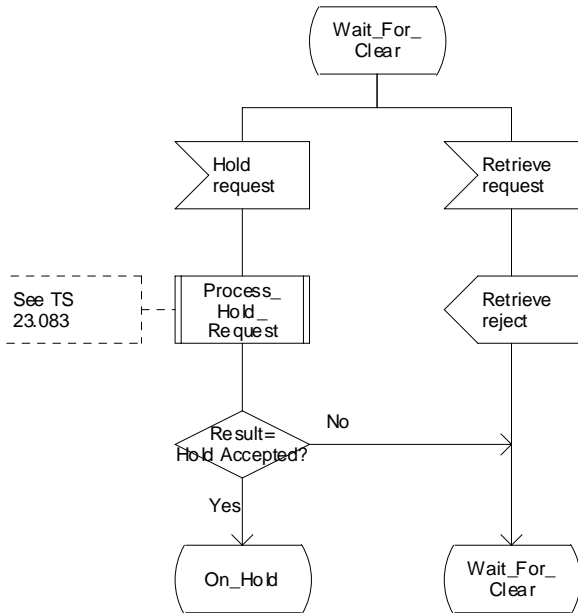 Wait_For_
Clear
Hold
request
Retrieve
request
See TS
23.083
Process_
Hold_
Request
Retrieve
reject
Result=
Hold Accepted?
No
Yes
On_Hold
Wait_For_
Clear